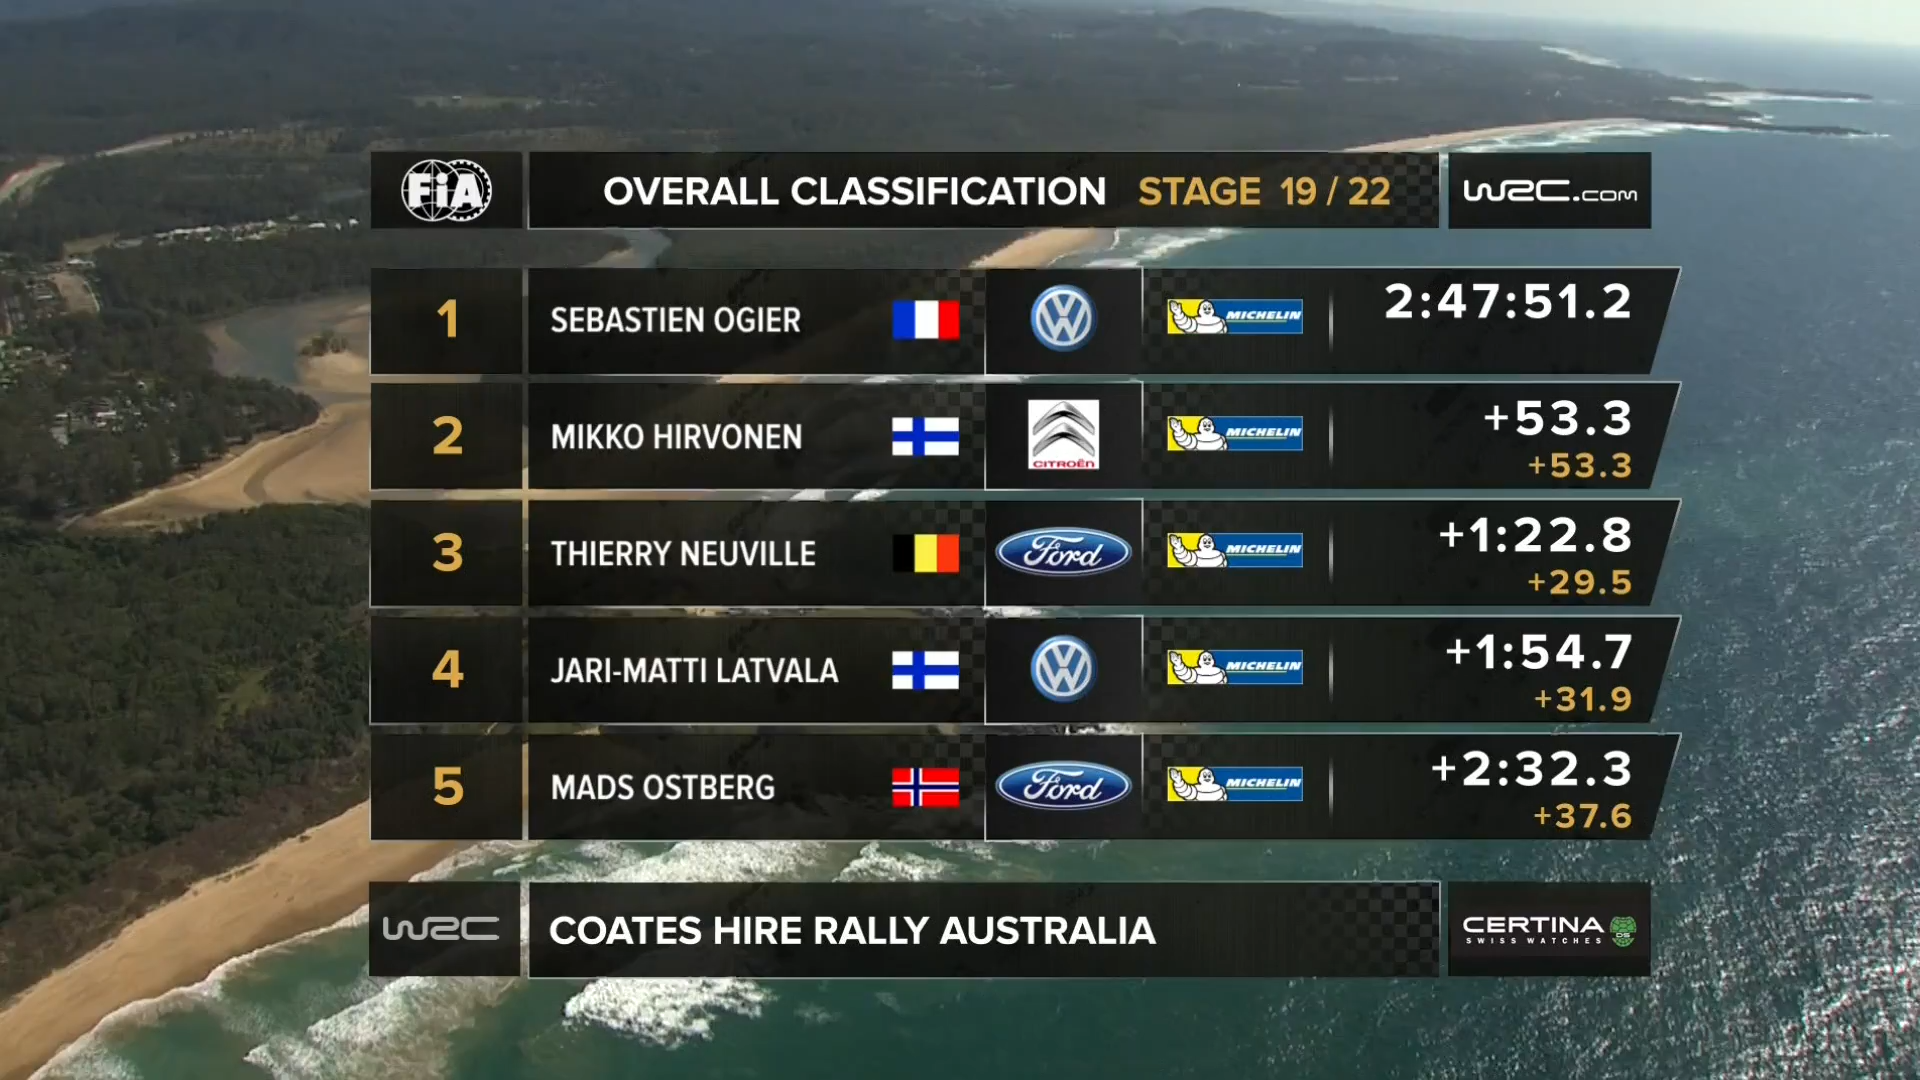 FiA OVERALL CLASSIFICATION STAGE 19 / 22 WRC.COM
1 SEBASTIEN OGIER MICHELIN 2:47:51.2
2 MIKKO HIRVONEN CITROËN MICHELIN +53.3
+53.3
3 THIERRY NEUVILLE Ford MICHELIN +1:22.8
+29.5
4 JARI-MATTI LATVALA MICHELIN +1:54.7
+31.9
5 MADS OSTBERG Ford MICHELIN +2:32.3
+37.6
WRC COATES HIRE RALLY AUSTRALIA CERTINA DS
SWISS WATCHES